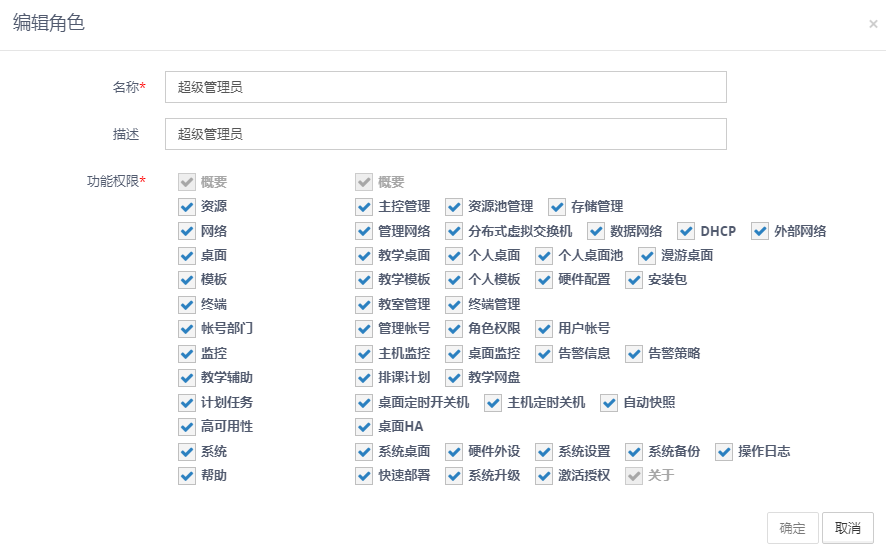 编辑角色 ×
名称* 超级管理员
描述 超级管理员
功能权限* 概要 概要
资源 主控管理 资源池管理 存储管理
网络 管理网络 分布式虚拟交换机 数据网络 DHCP 外部网络
桌面 教学桌面 个人桌面 个人桌面池 漫游桌面
模板 教学模板 个人模板 硬件配置 安装包
终端 教室管理 终端管理
帐号部门 管理帐号 角色权限 用户帐号
监控 主机监控 桌面监控 告警信息 告警策略
教学辅助 排课计划 教学网盘
计划任务 桌面定时开关机 主机定时关机 自动快照
高可用性 桌面HA
系统 系统桌面 硬件外设 系统设置 系统备份 操作日志
帮助 快速部署 系统升级 激活授权 关于
确定 取消